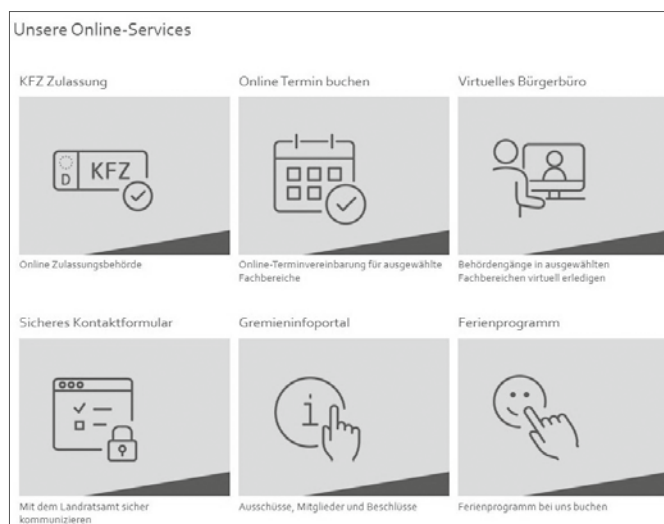 Unsere Online-Services
KFZ Zulassung
D KFZ
Online Zulassungsbehörde
Online Termin buchen
Online-Terminvereinbarung für ausgewählte
Fachbereiche
Virtuelles Bürgerbüro
Behördengänge in ausgewählten
Fachbereichen virtuell erledigen
Sicheres Kontaktformular
Mit dem Landratsamt sicher
kommunizieren
Gremieninfoportal
i
Ausschüsse, Mitglieder und Beschlüsse
Ferienprogramm
Ferienprogramm bei uns buchen